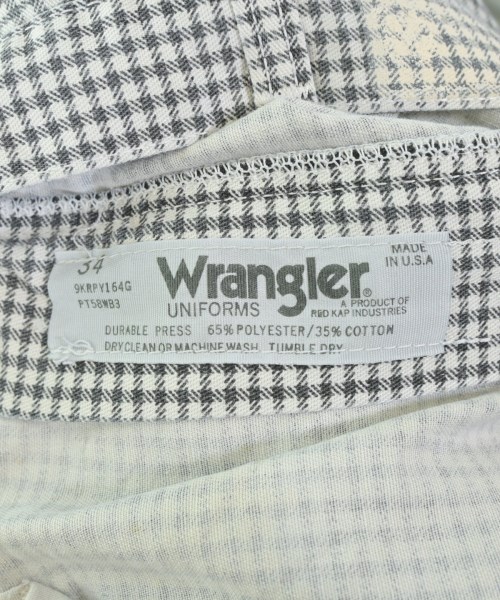 34
MADE
IN U.S.A
9KRPY164G
PT58WB3
Wrangler®
UNIFORMS
A PRODUCT OF
RED KAP INDUSTRIES
DURABLE PRESS 65% POLYESTER/35% COTTON
DRY CLEAN OR MACHINE WASH, TUMBLE DRY